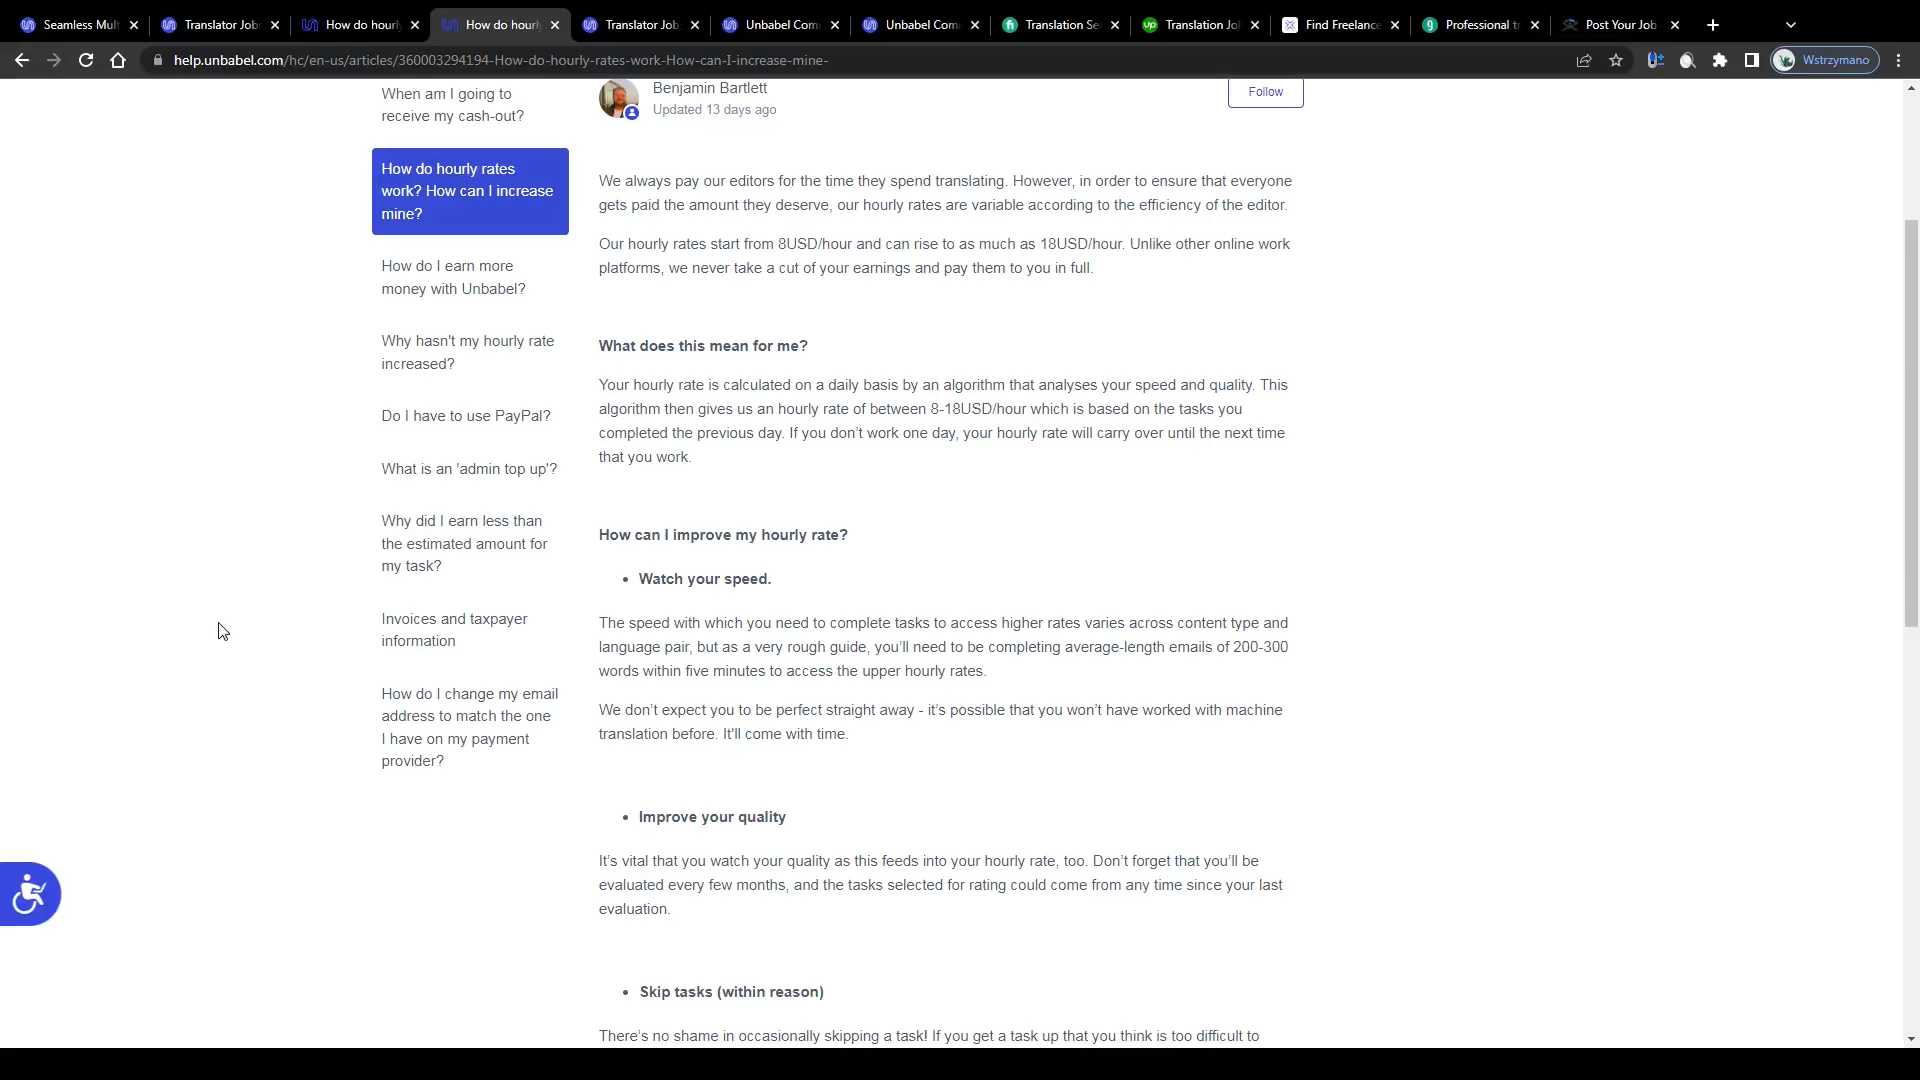 Seamless Mult
Translator Job
How do hourly
How do hourly
Translator Job
Unbabel Com
Unbabel Com
Translation Se
Translation Jo
Find Freelance
Professional t
Post Your Job
help.unbabel.com/hc/en-us/articles/360003294194-How-do-hourly-rates-work-How-can-I-increase-mine-
Wstrzymano
When am I going to
receive my cash-out?
How do hourly rates
work? How can I increase
mine?
How do I earn more
money with Unbabel?
Why hasn't my hourly rate
increased?
Do I have to use PayPal?
What is an 'admin top up'?
Why did I earn less than
the estimated amount for
my task?
Invoices and taxpayer
information
How do I change my email
address to match the one
I have on my payment
provider?
Benjamin Bartlett
Updated 13 days ago
Follow
We always pay our editors for the time they spend translating. However, in order to ensure that everyone
gets paid the amount they deserve, our hourly rates are variable according to the efficiency of the editor.
Our hourly rates start from 8USD/hour and can rise to as much as 18USD/hour. Unlike other online work
platforms, we never take a cut of your earnings and pay them to you in full.
What does this mean for me?
Your hourly rate is calculated on a daily basis by an algorithm that analyses your speed and quality. This
algorithm then gives us an hourly rate of between 8-18USD/hour which is based on the tasks you
completed the previous day. If you don’t work one day, your hourly rate will carry over until the next time
that you work.
How can I improve my hourly rate?
• Watch your speed.
The speed with which you need to complete tasks to access higher rates varies across content type and
language pair, but as a very rough guide, you’ll need to be completing average-length emails of 200-300
words within five minutes to access the upper hourly rates.
We don’t expect you to be perfect straight away - it’s possible that you won’t have worked with machine
translation before. It'll come with time.
• Improve your quality
It’s vital that you watch your quality as this feeds into your hourly rate, too. Don’t forget that you’ll be
evaluated every few months, and the tasks selected for rating could come from any time since your last
evaluation.
• Skip tasks (within reason)
There’s no shame in occasionally skipping a task! If you get a task up that you think is too difficult to